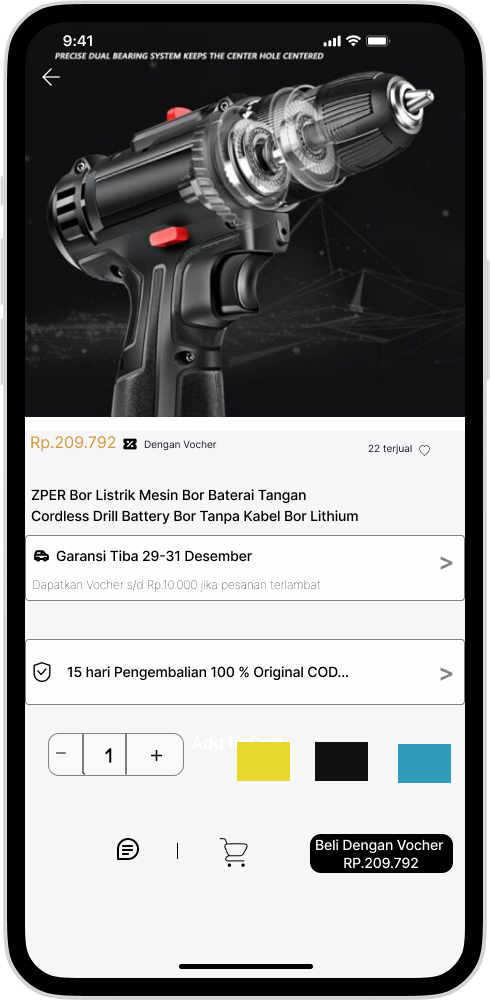 9:41
PRECISE DUAL BEARING SYSTEM KEEPS THE CENTER HOLE CENTERED
Rp.209.792 Dengan Vocher
22 terjual
ZPER Bor Listrik Mesin Bor Baterai Tangan
Cordless Drill Battery Bor Tanpa Kabel Bor Lithium
Garansi Tiba 29-31 Desember >
Dapatkan Vocher s/d Rp.10.000 jika pesanan terlambat
15 hari Pengembalian 100 % Original COD... >
− 1 +
Add to Cart
Beli Dengan Vocher
RP.209.792